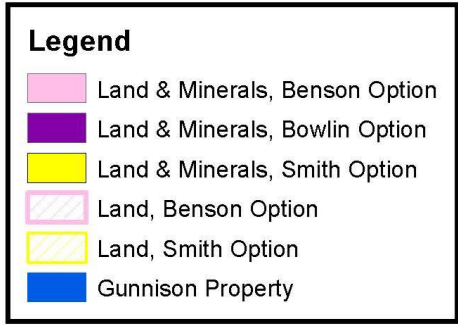 Legend
Land & Minerals, Benson Option
Land & Minerals, Bowlin Option
Land & Minerals, Smith Option
Land, Benson Option
Land, Smith Option
Gunnison Property